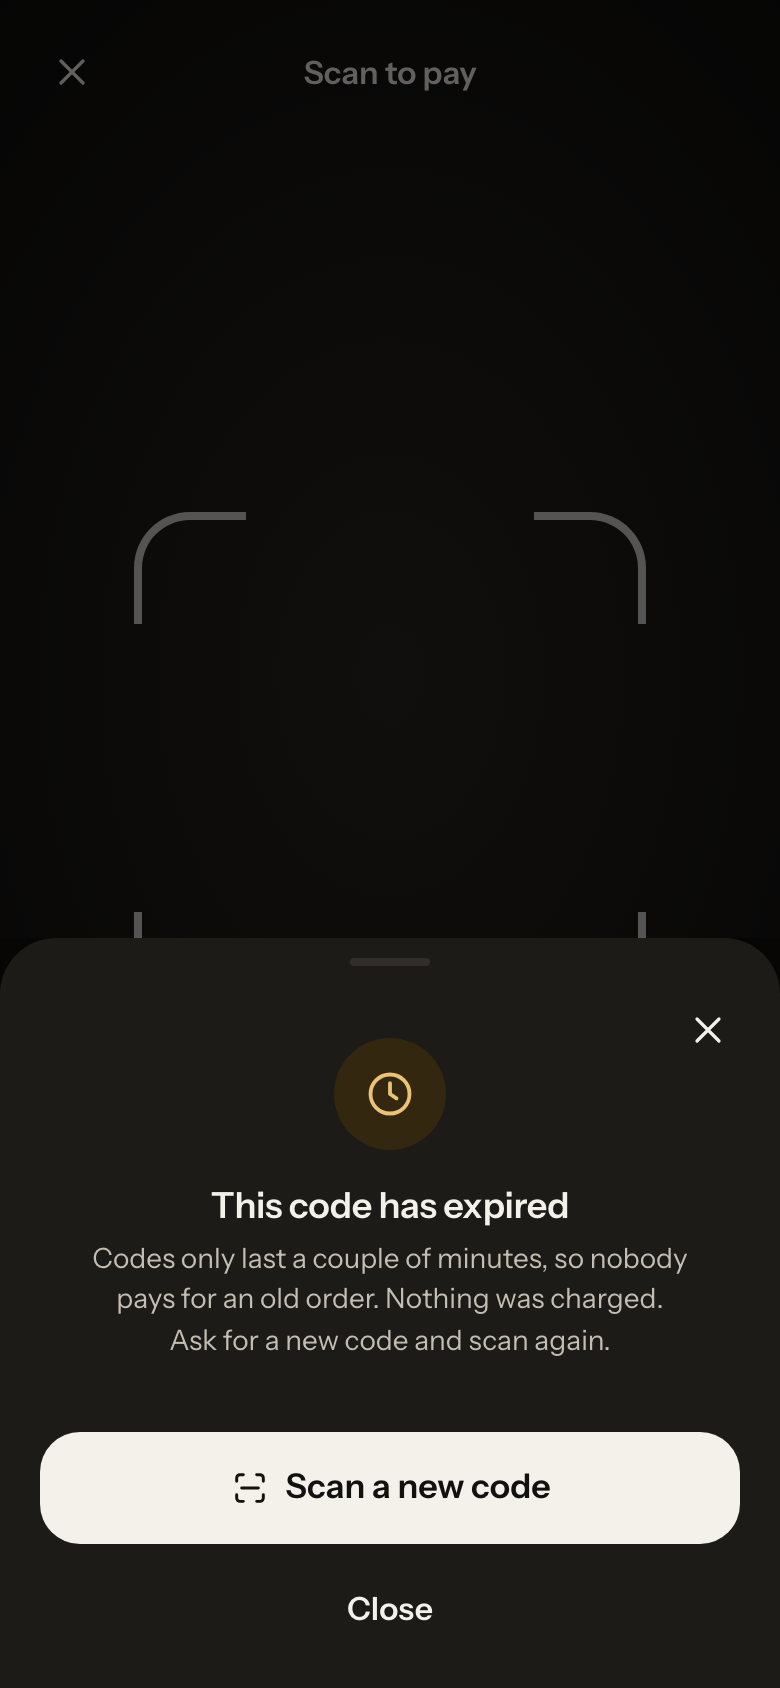 Scan to pay
This code has expired
Codes only last a couple of minutes, so nobody
pays for an old order. Nothing was charged.
Ask for a new code and scan again.
Scan a new code
Close